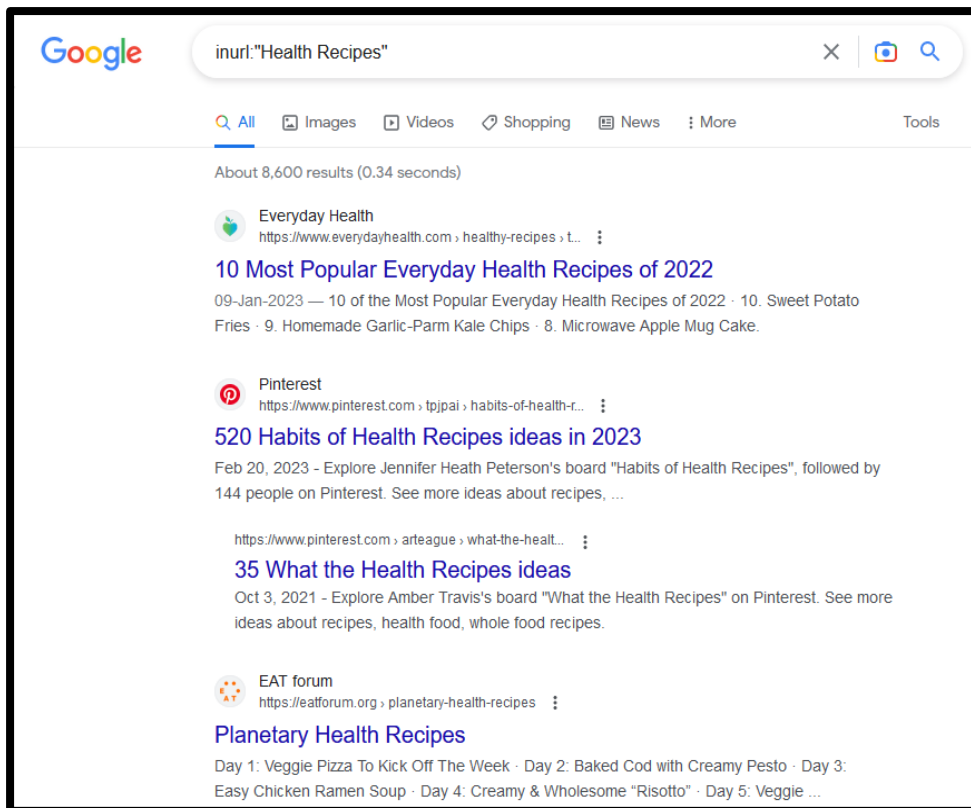 Google
inurl:"Health Recipes"
All Images Videos Shopping News More Tools
About 8,600 results (0.34 seconds)
Everyday Health
https://www.everydayhealth.com › healthy-recipes › t...
10 Most Popular Everyday Health Recipes of 2022
09-Jan-2023 — 10 of the Most Popular Everyday Health Recipes of 2022 · 10. Sweet Potato
Fries · 9. Homemade Garlic-Parm Kale Chips · 8. Microwave Apple Mug Cake.
Pinterest
https://www.pinterest.com › tpjpai › habits-of-health-r...
520 Habits of Health Recipes ideas in 2023
Feb 20, 2023 - Explore Jennifer Heath Peterson's board "Habits of Health Recipes", followed by
144 people on Pinterest. See more ideas about recipes, ...
https://www.pinterest.com › arteague › what-the-healt...
35 What the Health Recipes ideas
Oct 3, 2021 - Explore Amber Travis's board "What the Health Recipes" on Pinterest. See more
ideas about recipes, health food, whole food recipes.
EAT
EAT forum
https://eatforum.org › planetary-health-recipes
Planetary Health Recipes
Day 1: Veggie Pizza To Kick Off The Week · Day 2: Baked Cod with Creamy Pesto · Day 3:
Easy Chicken Ramen Soup · Day 4: Creamy & Wholesome “Risotto” · Day 5: Veggie ...